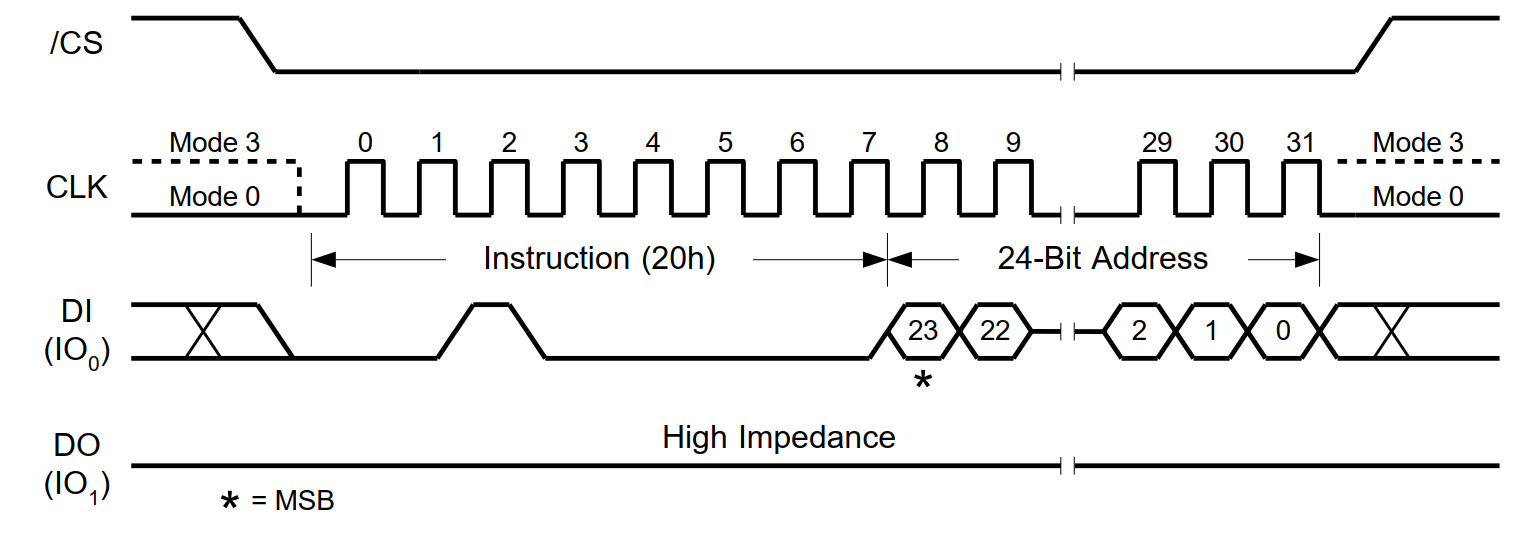 /CS
Mode 3 0 1 2 3 4 5 6 7 8 9 29 30 31 Mode 3
CLK
Mode 0 Mode 0
Instruction (20h) 24-Bit Address
DI
(IO0)
23 22 2 1 0
*
High Impedance
DO
(IO1)
* = MSB